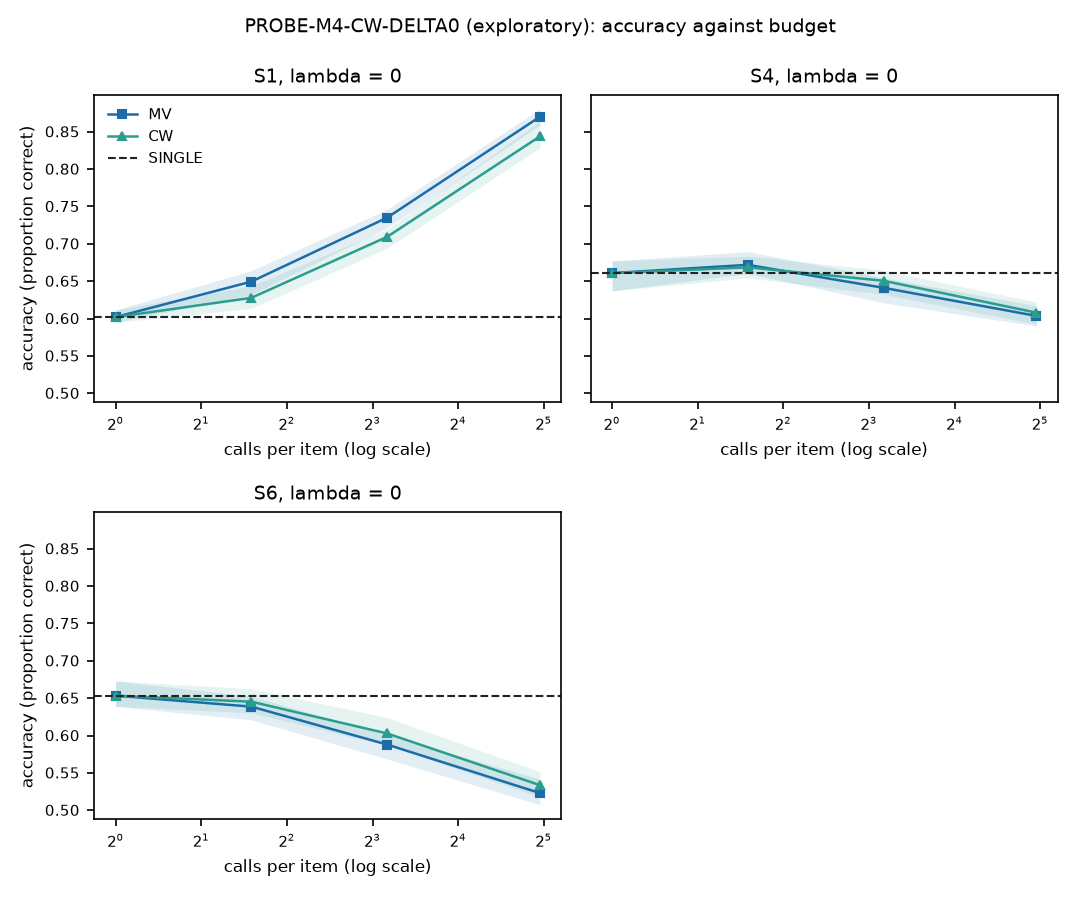 PROBE-M4-CW-DELTA0 (exploratory): accuracy against budget
S1, lambda = 0
MV
CW
SINGLE
accuracy (proportion correct)
0.85
0.80
0.75
0.70
0.65
0.60
0.55
0.50
2⁰ 2¹ 2² 2³ 2⁴ 2⁵
calls per item (log scale)
S4, lambda = 0
2⁰ 2¹ 2² 2³ 2⁴ 2⁵
calls per item (log scale)
S6, lambda = 0
accuracy (proportion correct)
0.85
0.80
0.75
0.70
0.65
0.60
0.55
0.50
2⁰ 2¹ 2² 2³ 2⁴ 2⁵
calls per item (log scale)